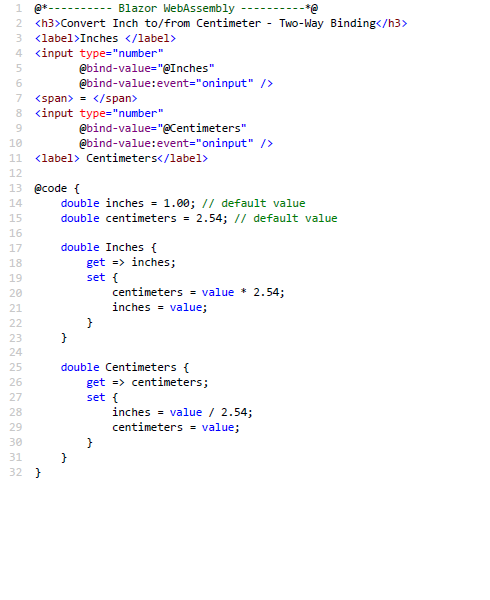 1 @*---------- Blazor WebAssembly ----------*@
2 <h3>Convert Inch to/from Centimeter - Two-Way Binding</h3>
3 <label>Inches </label>
4 <input type="number"
5        @bind-value="@Inches"
6        @bind-value:event="oninput" />
7 <span> = </span>
8 <input type="number"
9        @bind-value="@Centimeters"
10        @bind-value:event="oninput" />
11 <label> Centimeters</label>
12
13 @code {
14     double inches = 1.00; // default value
15     double centimeters = 2.54; // default value
16
17     double Inches {
18         get => inches;
19         set {
20             centimeters = value * 2.54;
21             inches = value;
22         }
23     }
24
25     double Centimeters {
26         get => centimeters;
27         set {
28             inches = value / 2.54;
29             centimeters = value;
30         }
31     }
32 }